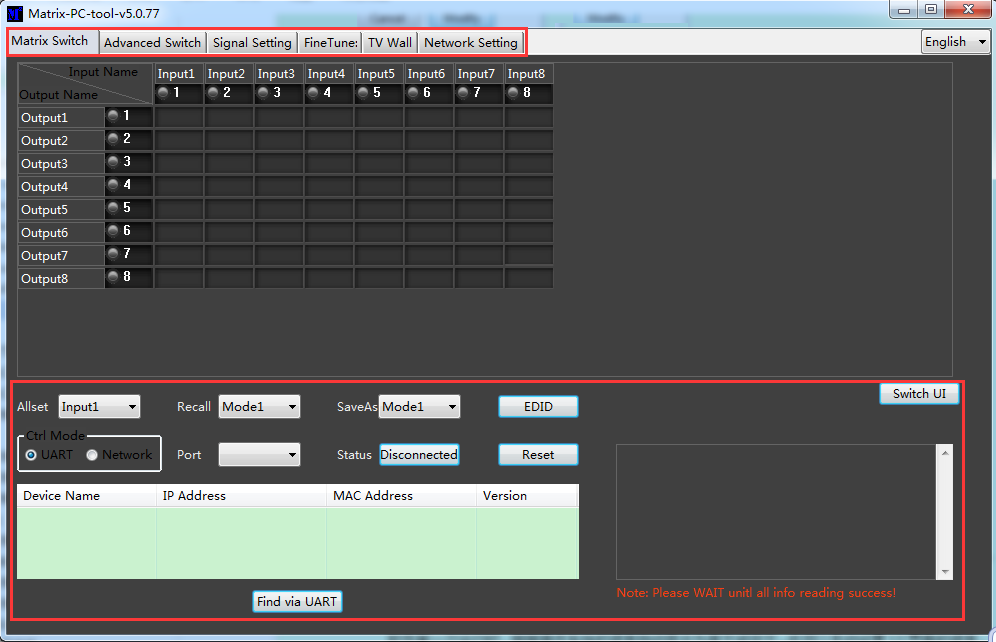 Matrix-PC-tool-v5.0.77
Matrix Switch Advanced Switch Signal Setting FineTune: TV Wall Network Setting English
Input Name Input1 Input2 Input3 Input4 Input5 Input6 Input7 Input8
Output Name 1 2 3 4 5 6 7 8
Output1 1
Output2 2
Output3 3
Output4 4
Output5 5
Output6 6
Output7 7
Output8 8
Switch UI
Allset Input1 Recall Mode1 SaveAs Mode1 EDID
Ctrl Mode
UART Network Port Status Disconnected Reset
Device Name IP Address MAC Address Version
Note: Please WAIT unitl all info reading success!
Find via UART